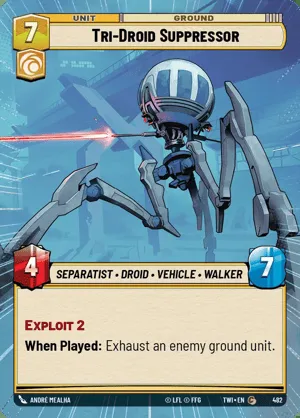 UNIT GROUND
7 TRI-DROID SUPPRESSOR
4 SEPARATIST • DROID • VEHICLE • WALKER 7
EXPLOIT 2
When Played: Exhaust an enemy ground unit.
ANDRÉ MEALHA Ⓟ LFL © FFG TWI • EN C 482